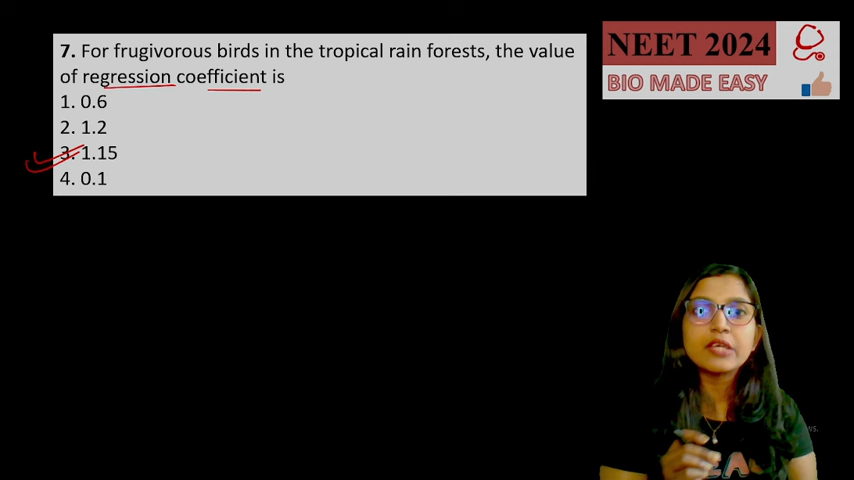 7. For frugivorous birds in the tropical rain forests, the value
of regression coefficient is
1. 0.6
2. 1.2
3. 1.15
4. 0.1
NEET 2024
BIO MADE EASY